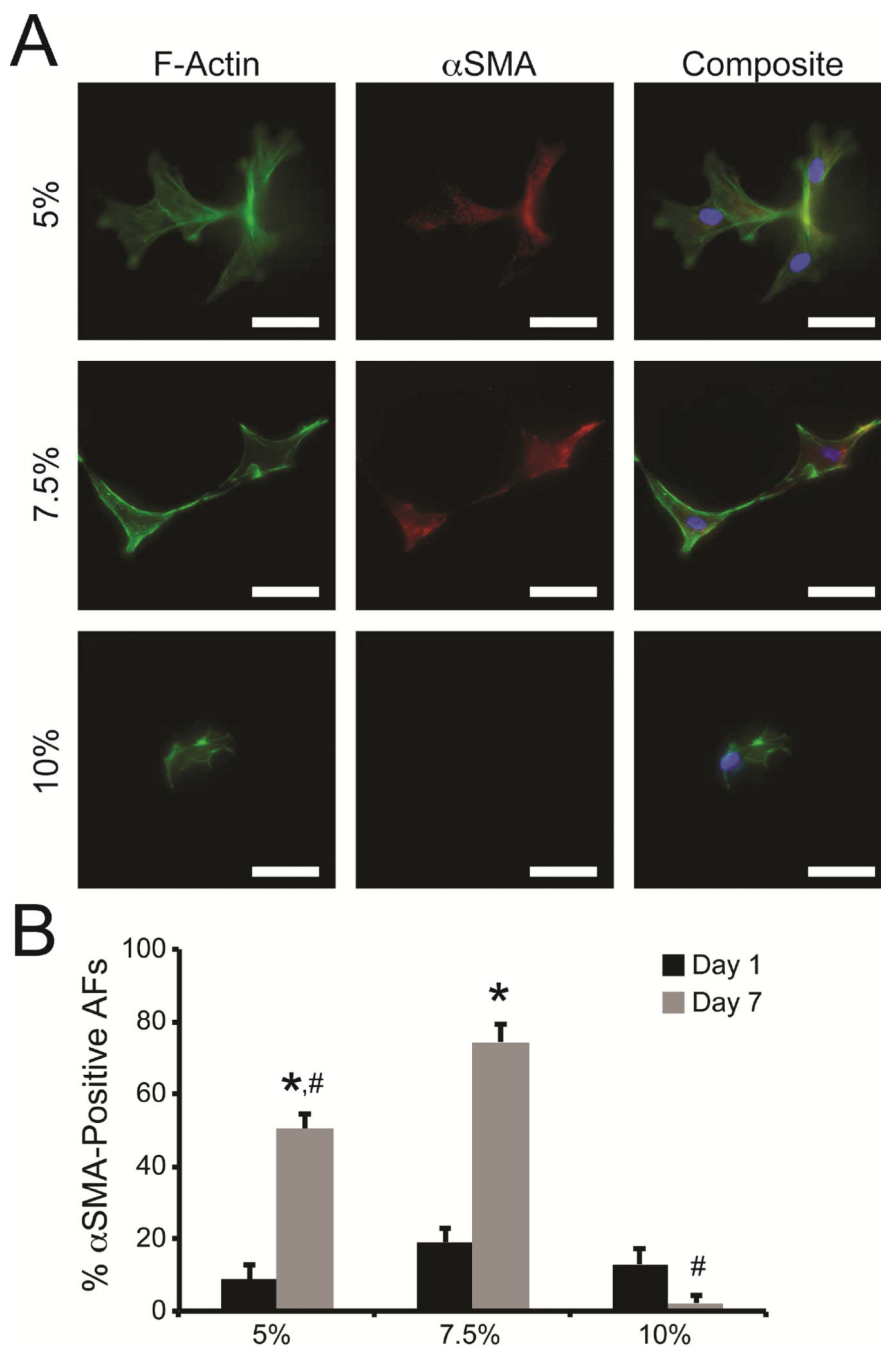 A
F-Actin
αSMA
Composite
5%
7.5%
10%
B
% αSMA-Positive AFs
100
80
60
40
20
0
*,#
*
#
Day 1
Day 7
5%
7.5%
10%